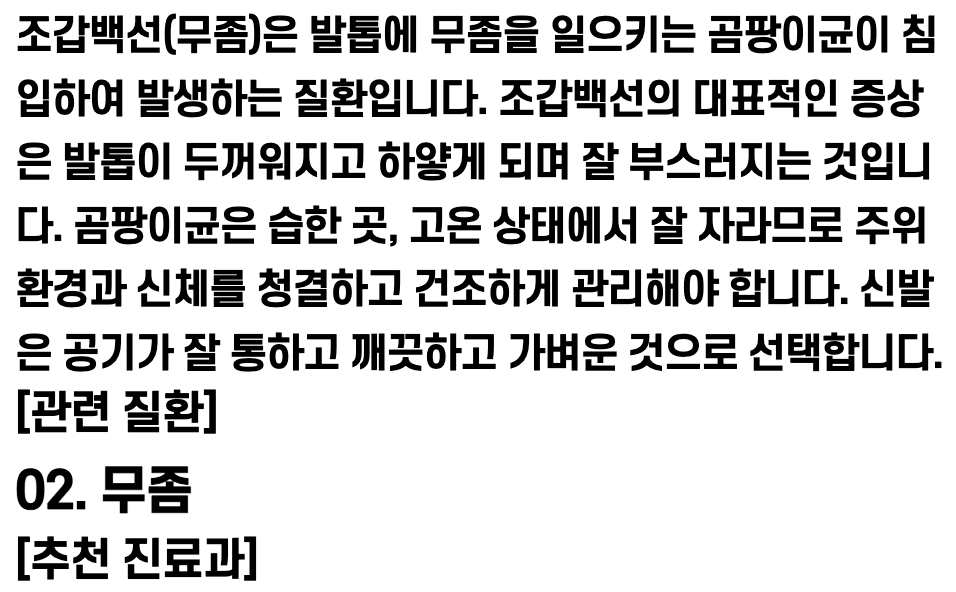 조갑백선(무좀)은 발톱에 무좀을 일으키는 곰팡이균이 침
입하여 발생하는 질환입니다. 조갑백선의 대표적인 증상
은 발톱이 두꺼워지고 하얗게 되며 잘 부스러지는 것입니
다. 곰팡이균은 습한 곳, 고온 상태에서 잘 자라므로 주위
환경과 신체를 청결하고 건조하게 관리해야 합니다. 신발
은 공기가 잘 통하고 깨끗하고 가벼운 것으로 선택합니다.
[관련 질환]
02. 무좀
[추천 진료과]